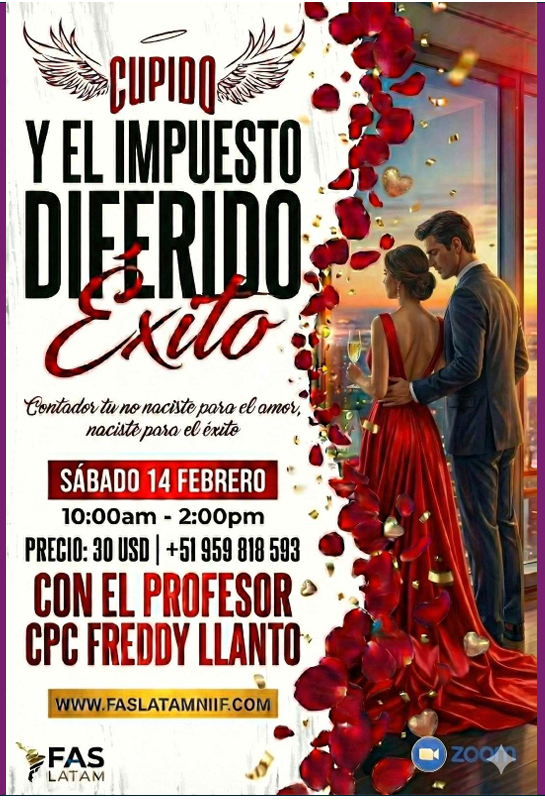 CUPIDO
Y EL IMPUESTO
DIFERIDO
Éxito
Contador tu no naciste para el amor,
naciste para el éxito
SÁBADO 14 FEBRERO
10:00am - 2:00pm
PRECIO: 30 USD | +51 959 818 593
CON EL PROFESOR
CPC FREDDY LLANTO
WWW.FASLATAMNIIF.COM
FAS
LATAM
zoom